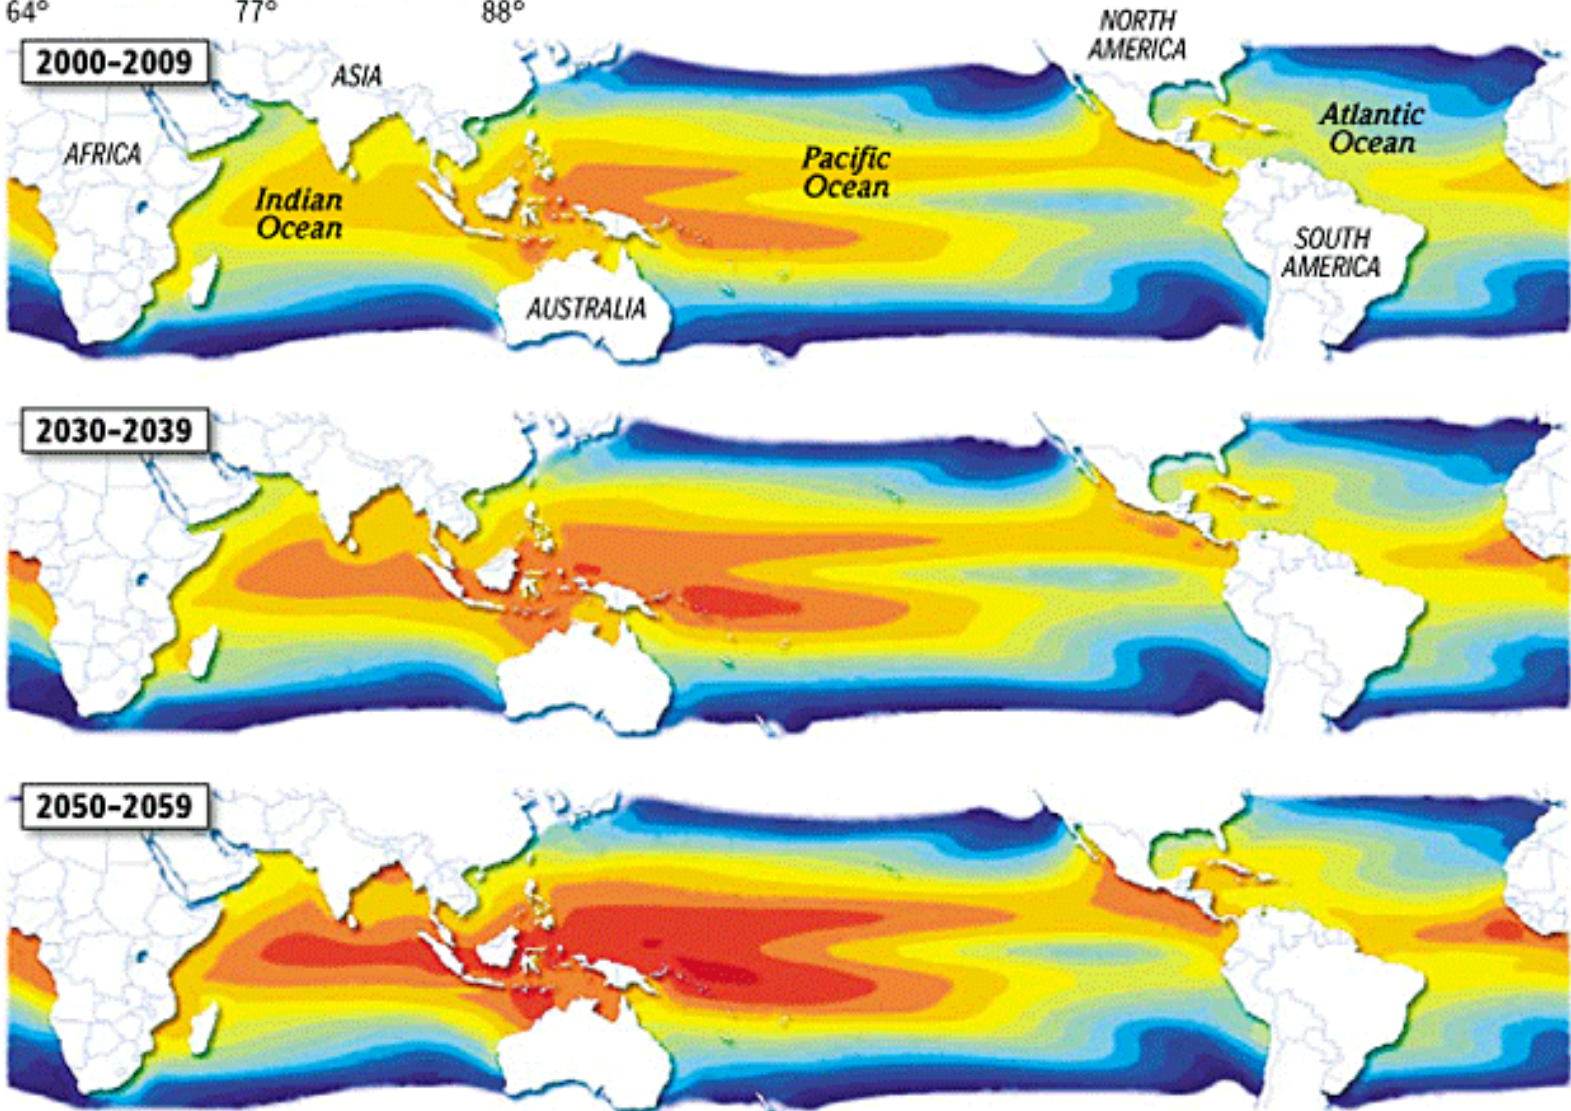 64° 77° 88°
NORTH
AMERICA
2000–2009
ASIA
AFRICA
Atlantic
Ocean
Pacific
Ocean
Indian
Ocean
SOUTH
AMERICA
AUSTRALIA
2030–2039
2050–2059